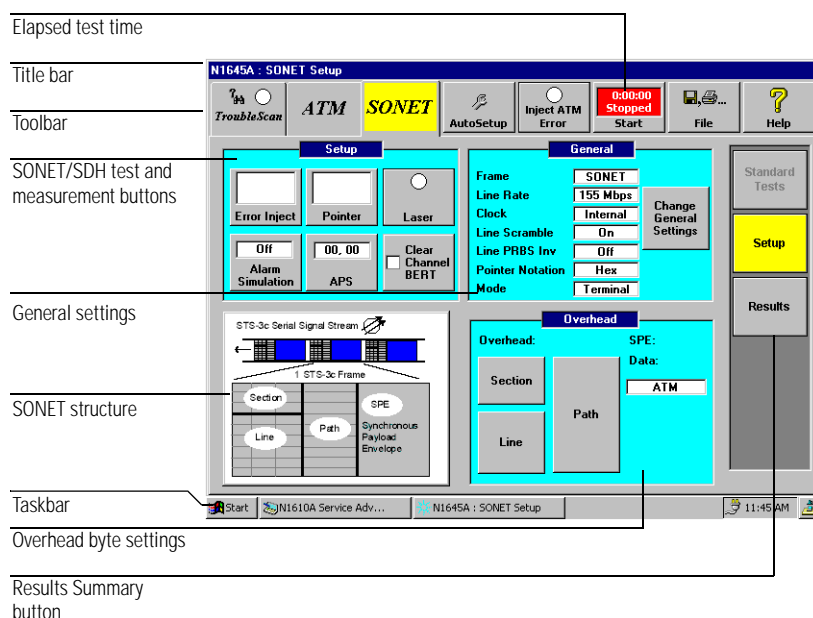 Elapsed test time
Title bar
Toolbar
SONET/SDH test and
measurement buttons
General settings
SONET structure
Taskbar
Overhead byte settings
Results Summary
button
N1645A : SONET Setup
TroubleScan
ATM
SONET
AutoSetup
Inject ATM
Error
0:00:00
Stopped
Start
File
Help
Setup
Error Inject
Pointer
Laser
Off
Alarm
Simulation
00, 00
APS
Clear
Channel
BERT
General
Frame SONET
Line Rate 155 Mbps
Clock Internal
Line Scramble On
Line PRBS Inv Off
Pointer Notation Hex
Mode Terminal
Change
General
Settings
Standard
Tests
Setup
Results
STS-3c Serial Signal Stream
1 STS-3c Frame
Section
Line
Path
SPE
Synchronous
Payload
Envelope
Overhead
Overhead:
SPE:
Data:
ATM
Section
Line
Path
Start
N1610A Service Adv...
N1645A : SONET Setup
11:45 AM